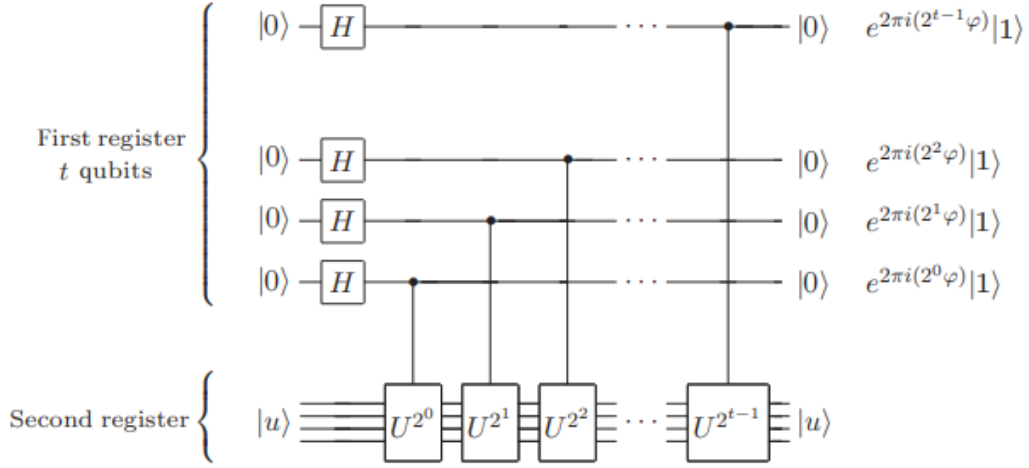 |0⟩ H · · · |0⟩ e^{2πi(2^{t−1}φ)}|1⟩
First register
t qubits
|0⟩ H · · · |0⟩ e^{2πi(2^2φ)}|1⟩
|0⟩ H · · · |0⟩ e^{2πi(2^1φ)}|1⟩
|0⟩ H · · · |0⟩ e^{2πi(2^0φ)}|1⟩
Second register |u⟩ U^{2^0} U^{2^1} U^{2^2} · · · U^{2^{t−1}} |u⟩